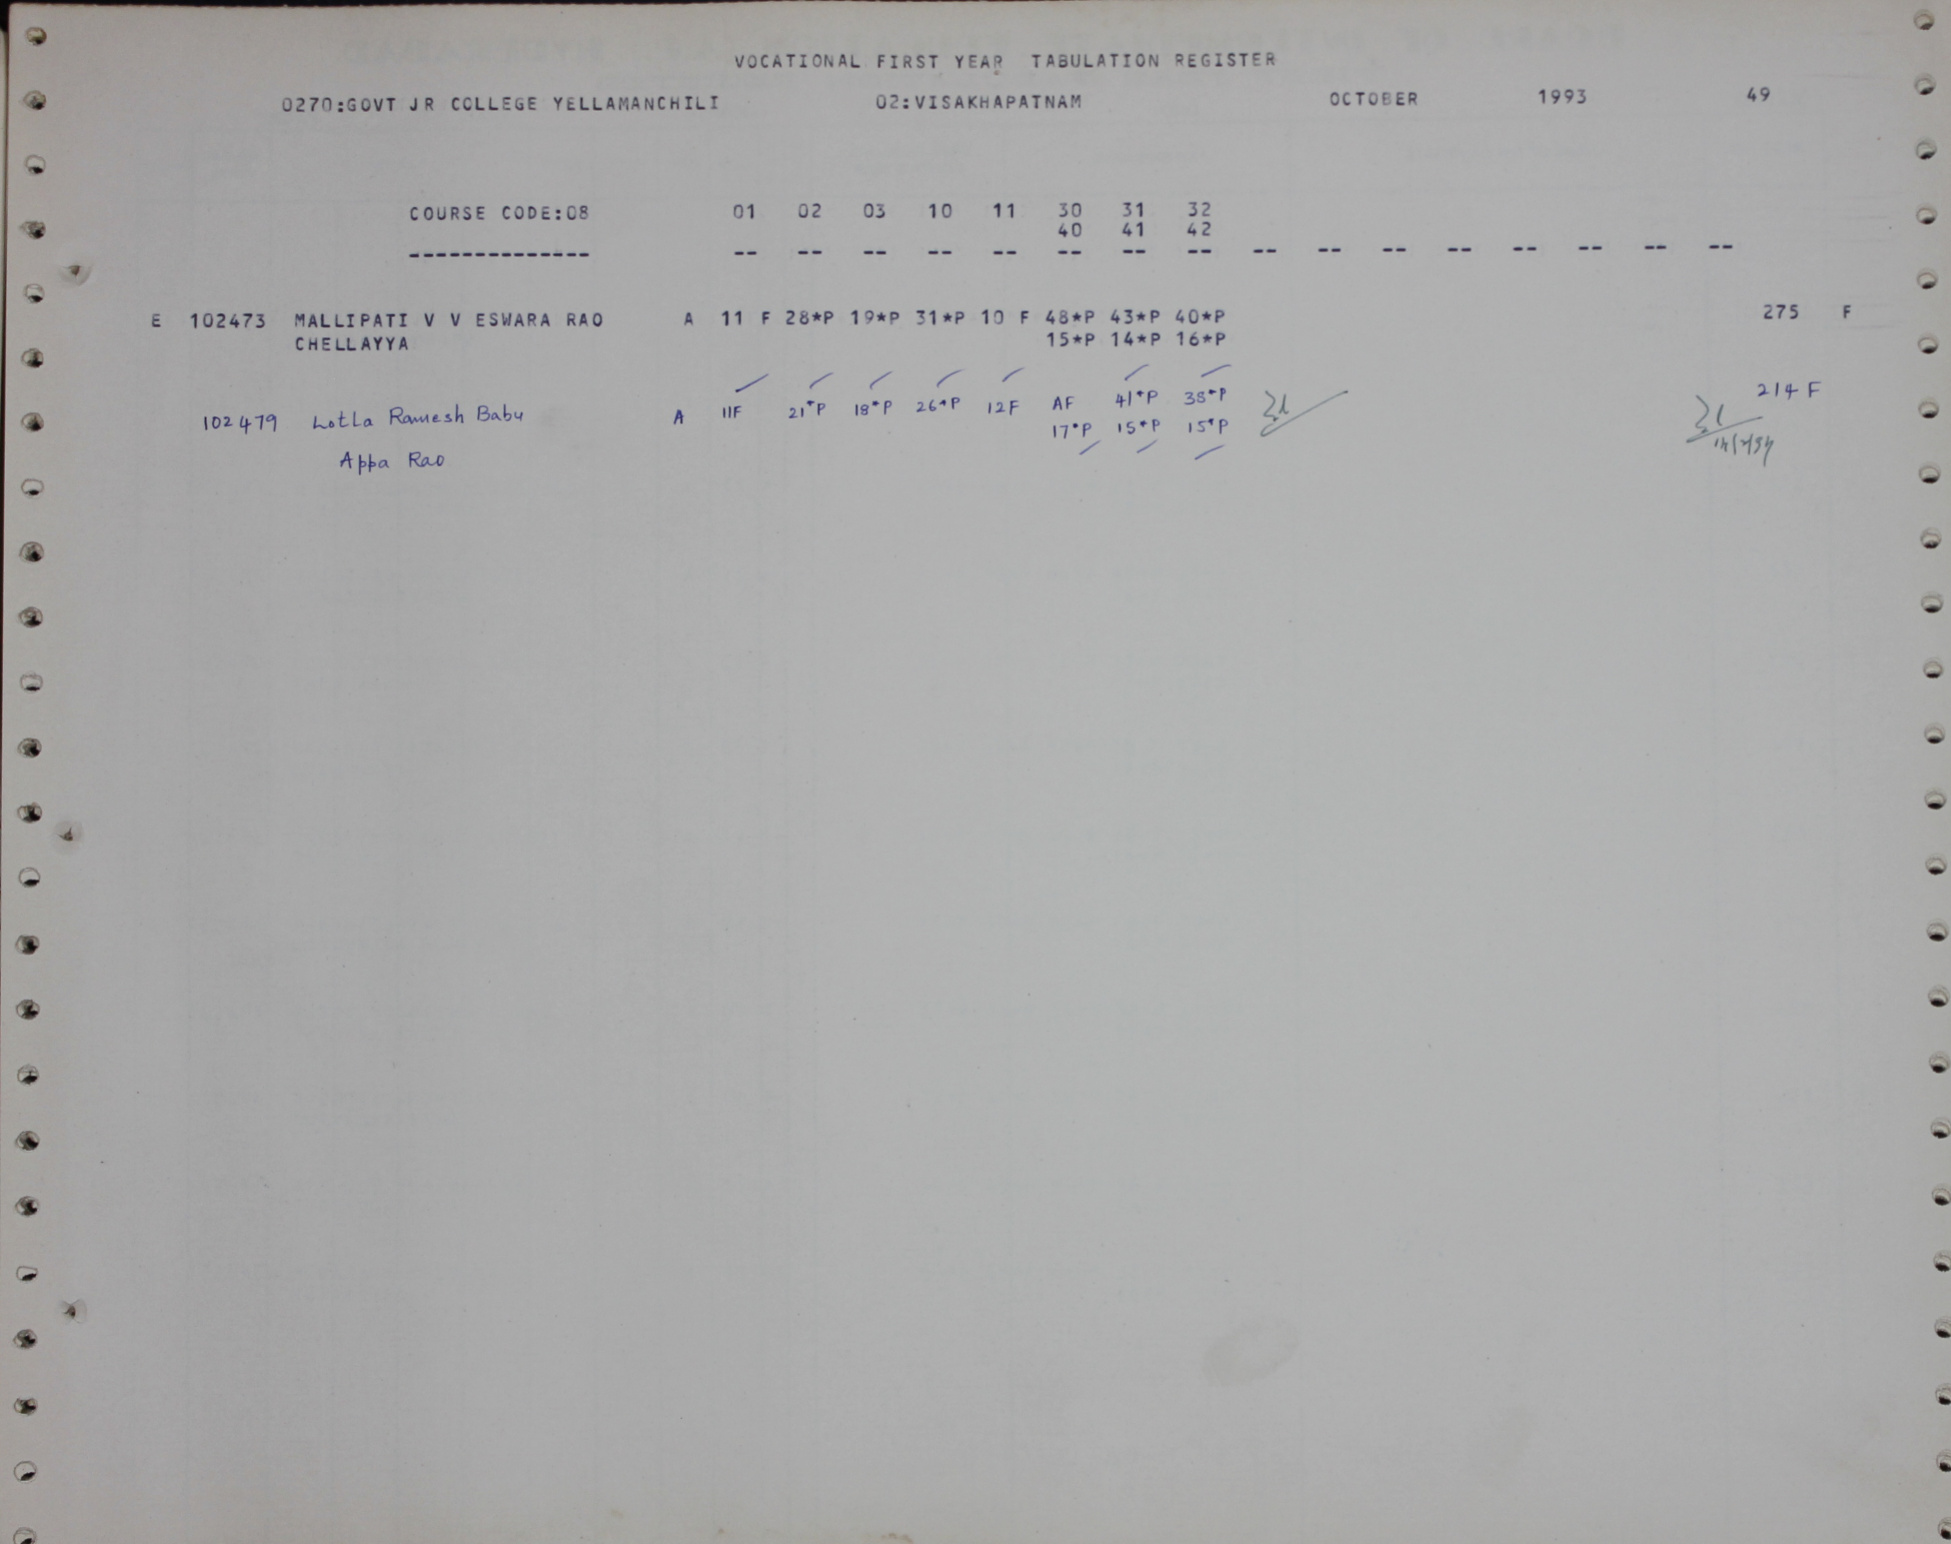 VOCATIONAL FIRST YEAR TABULATION REGISTER
0270:GOVT JR COLLEGE YELLAMANCHILI 02:VISAKHAPATNAM OCTOBER 1993 49
COURSE CODE:08 01 02 03 10 11 30 31 32
40 41 42
-------------- -- -- -- -- -- -- -- -- -- -- -- -- -- -- -- --
E 102473 MALLIPATI V V ESWARA RAO A 11 F 28*P 19*P 31*P 10 F 48*P 43*P 40*P 275 F
CHELLAYYA 15*P 14*P 16*P
102479 Lotla Ramesh Babu A 11F 21*P 18*P 26*P 12F AF 41*P 38*P 214 F
Appa Rao 17*P 15*P 15*P